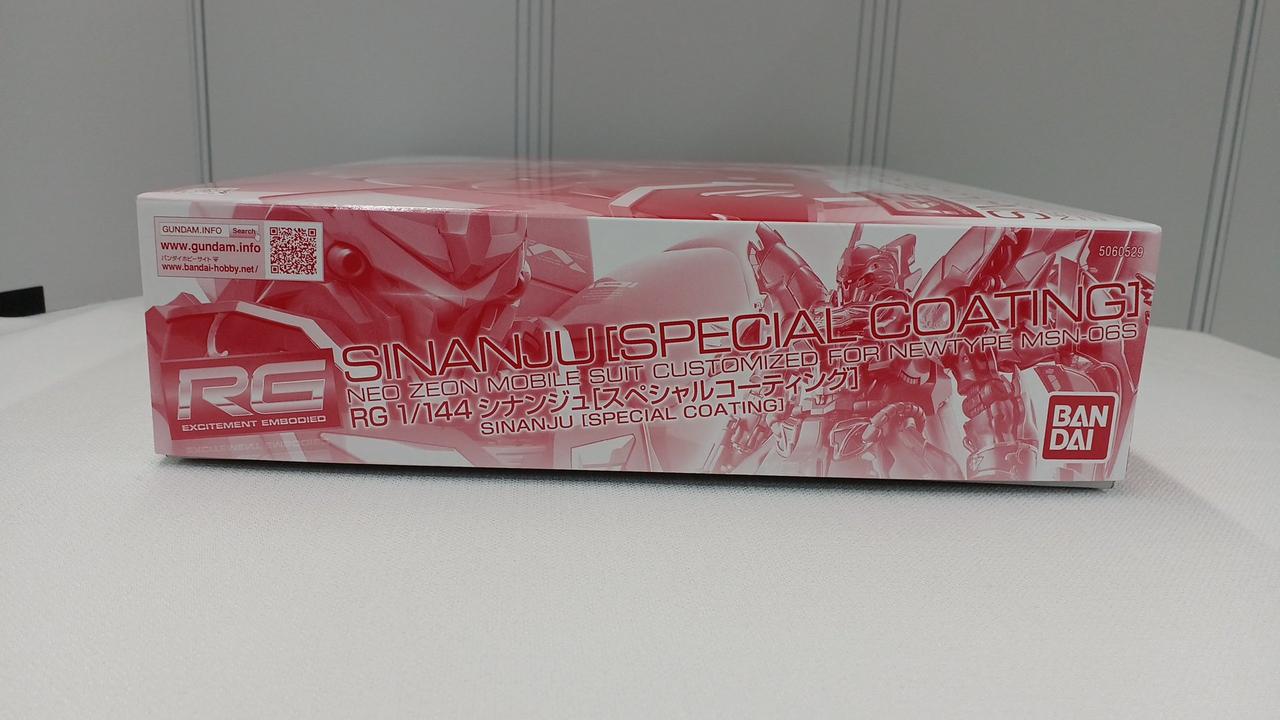 GUNDAM.INFO Search
www.gundam.info
バンダイホビーサイト
www.bandai-hobby.net/
5060529
SINANJU [SPECIAL COATING]
NEO ZEON MOBILE SUIT CUSTOMIZED FOR NEWTYPE MSN-06S
RG 1/144 シナンジュ[スペシャルコーティング]
SINANJU [SPECIAL COATING]
RG
EXCITEMENT EMBODIED
BAN
DAI